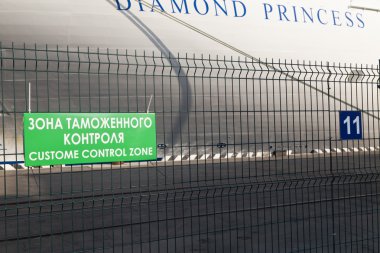 DIAMOND PRINCESS
ЗОНА ТАМОЖЕННОГО
КОНТРОЛЯ
CUSTOME CONTROL ZONE
11